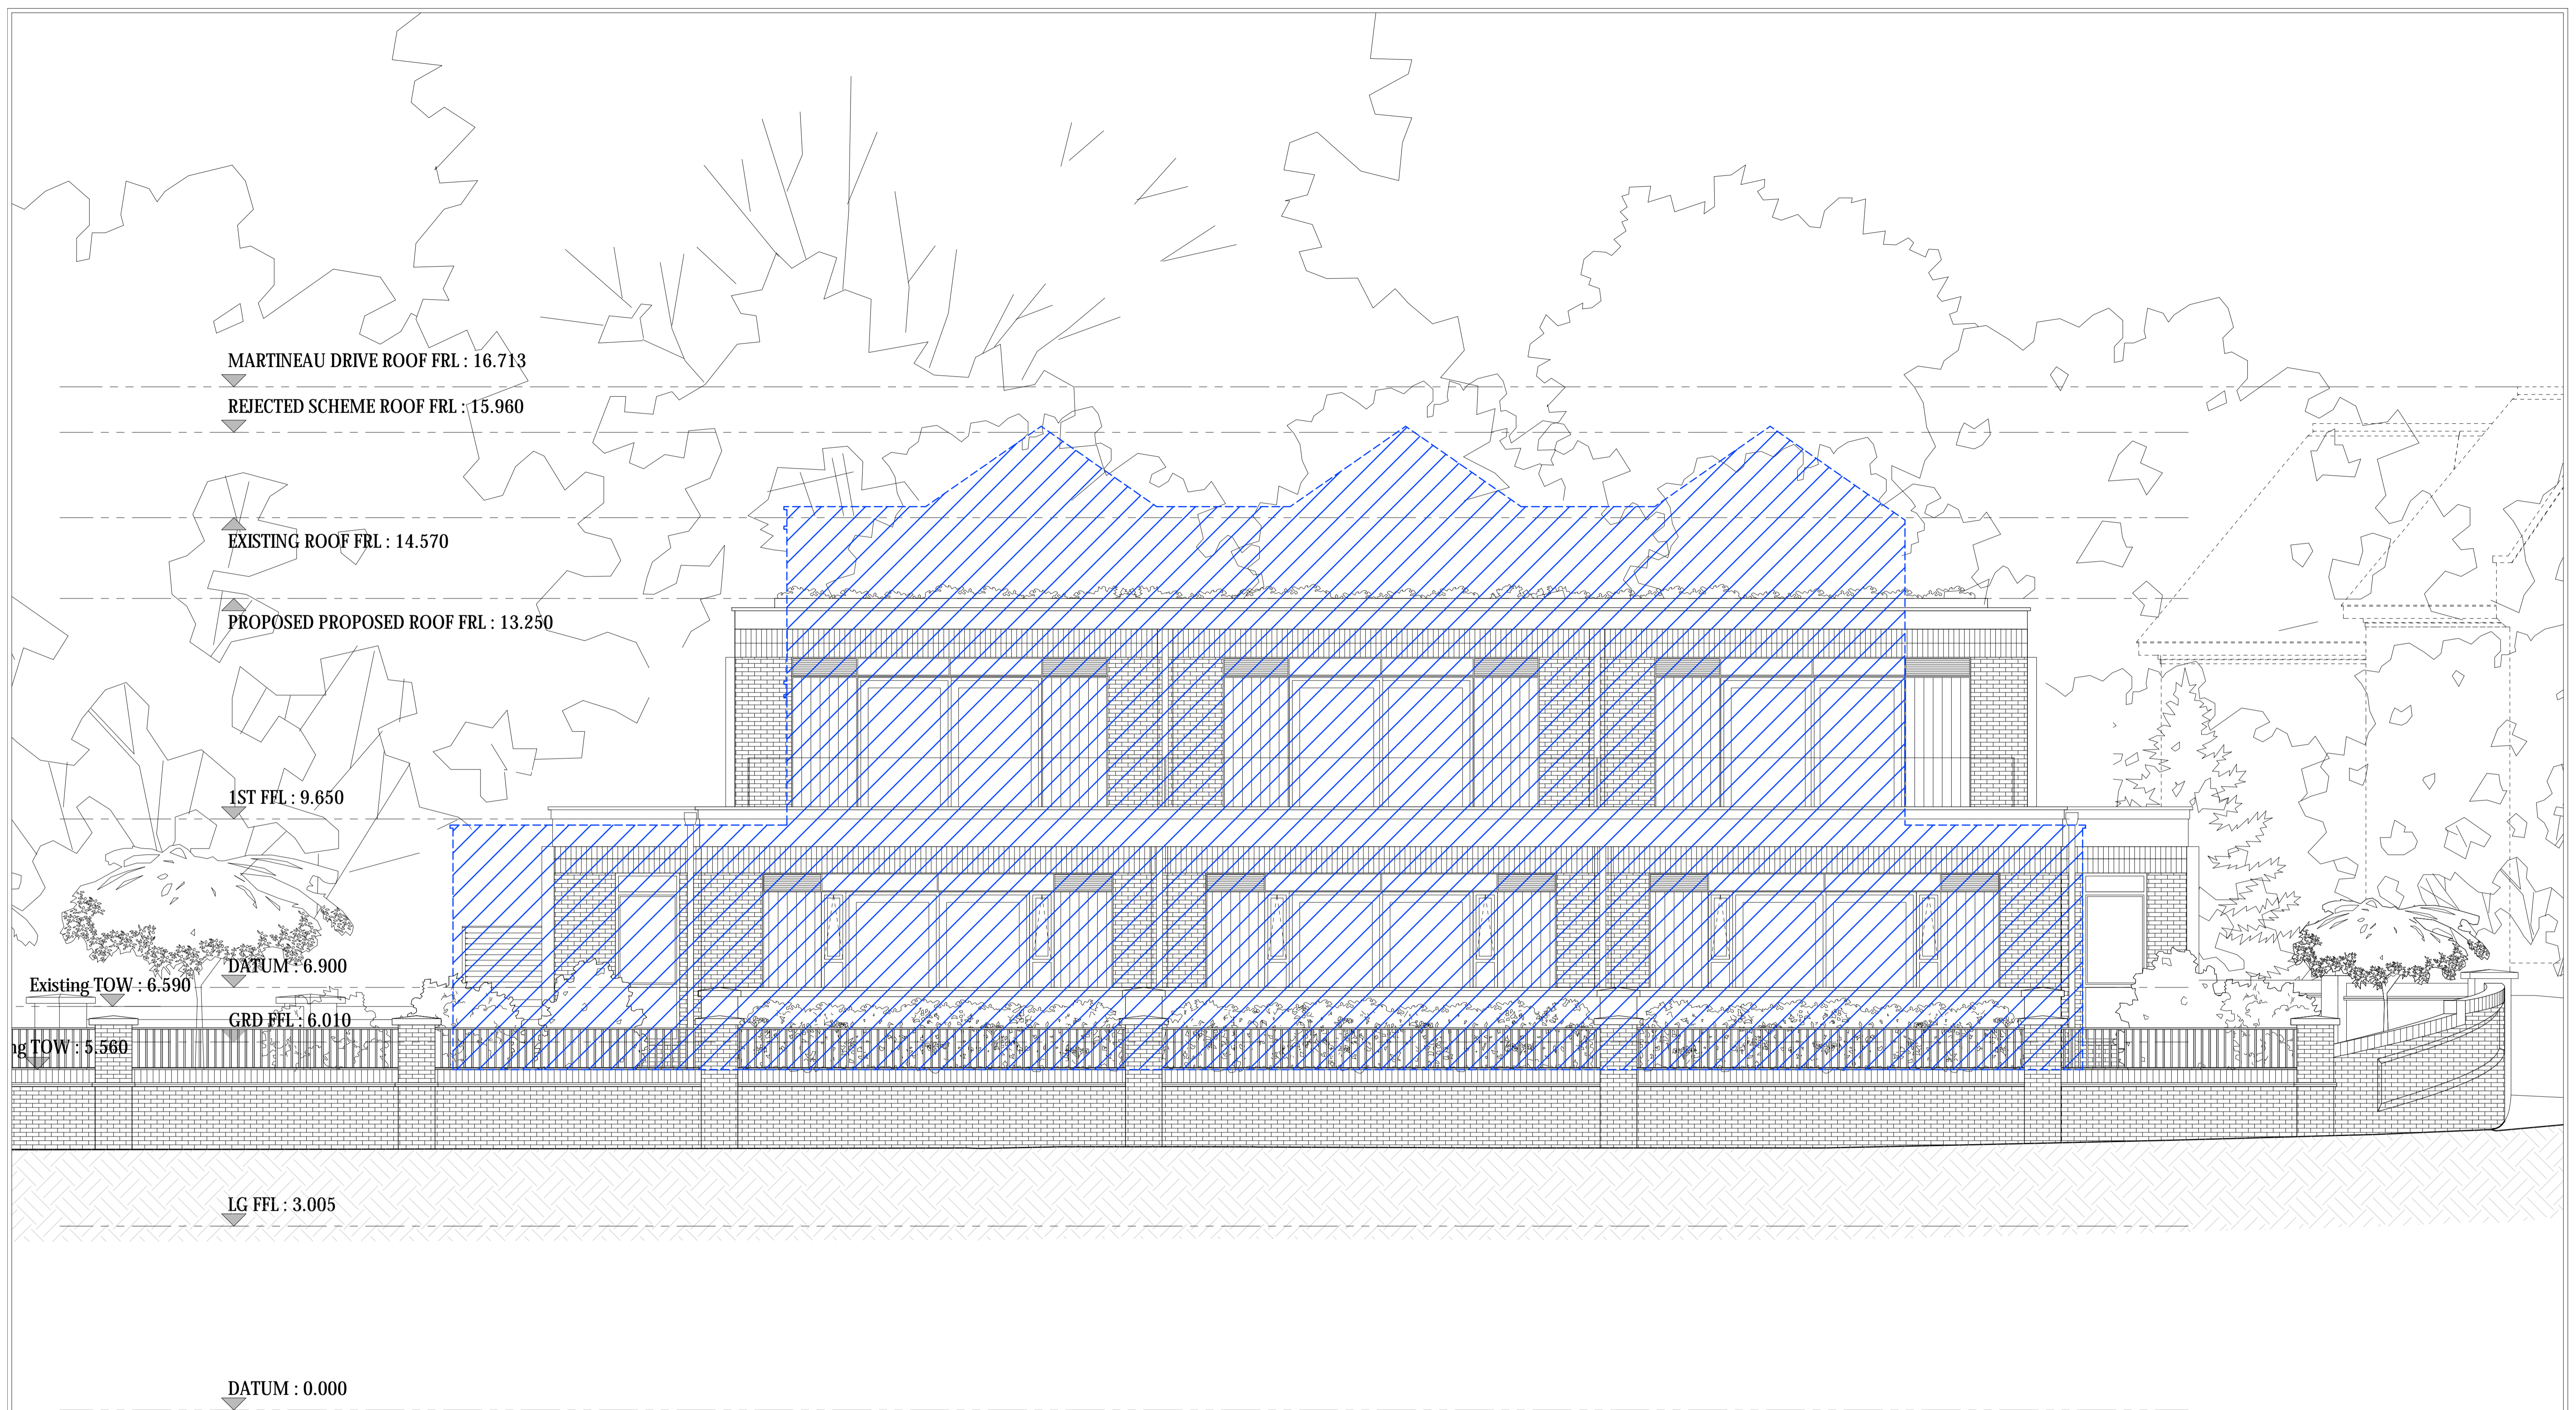 MARTINEAU DRIVE ROOF FRL : 16.713
REJECTED SCHEME ROOF FRL : 15.960
EXISTING ROOF FRL : 14.570
PROPOSED PROPOSED ROOF FRL : 13.250
1ST FFL : 9.650
DATUM : 6.900
Existing TOW : 6.590
GRD FFL : 6.010
ng TOW : 5.560
LG FFL : 3.005
DATUM : 0.000